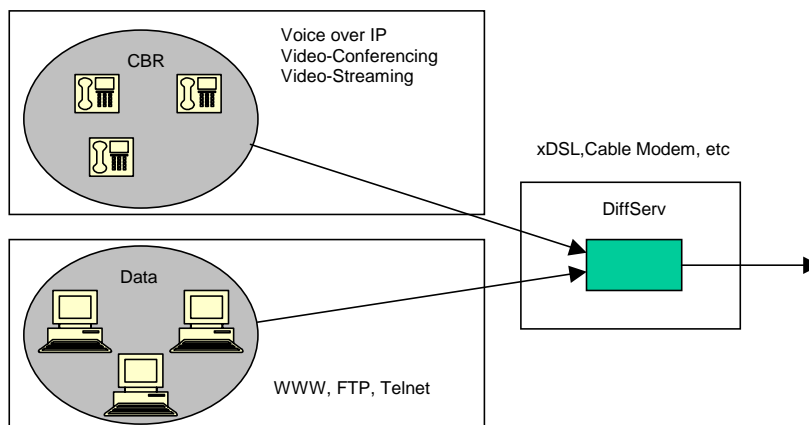 CBR
Voice over IP
Video-Conferencing
Video-Streaming
xDSL,Cable Modem, etc
DiffServ
Data
WWW, FTP, Telnet